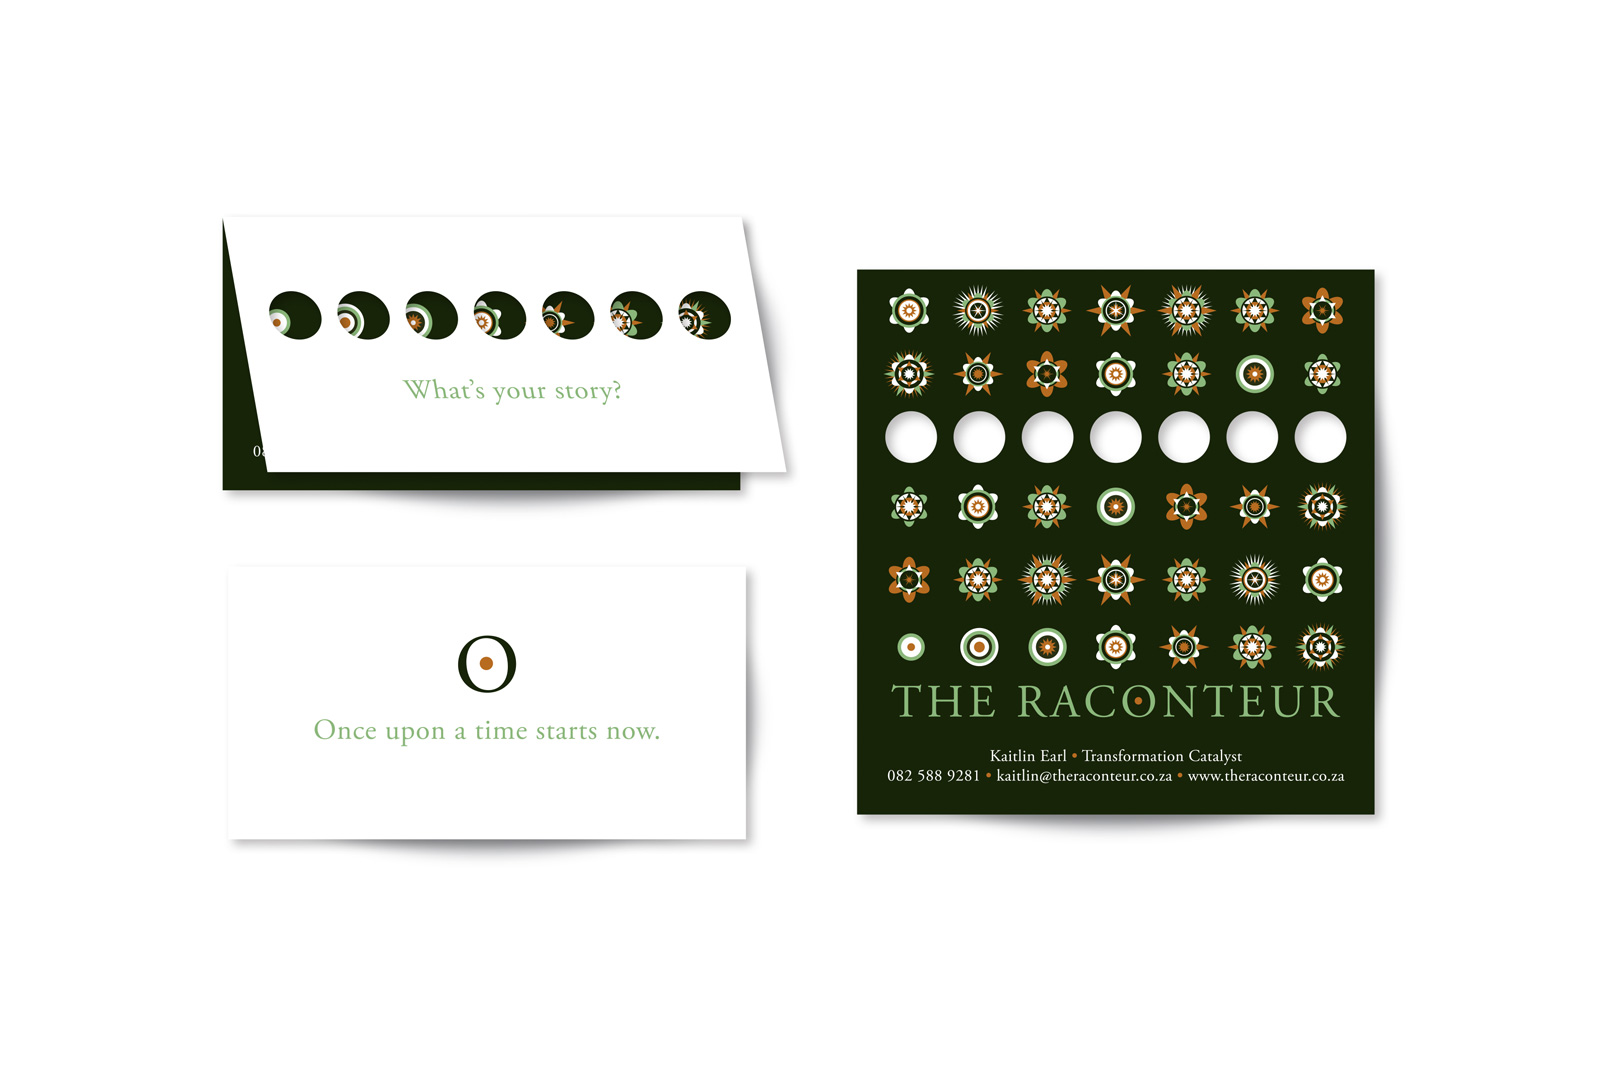 What's your story?
O
Once upon a time starts now.
THE RACONTEUR
Kaitlin Earl • Transformation Catalyst
082 588 9281 • kaitlin@theraconteur.co.za • www.theraconteur.co.za